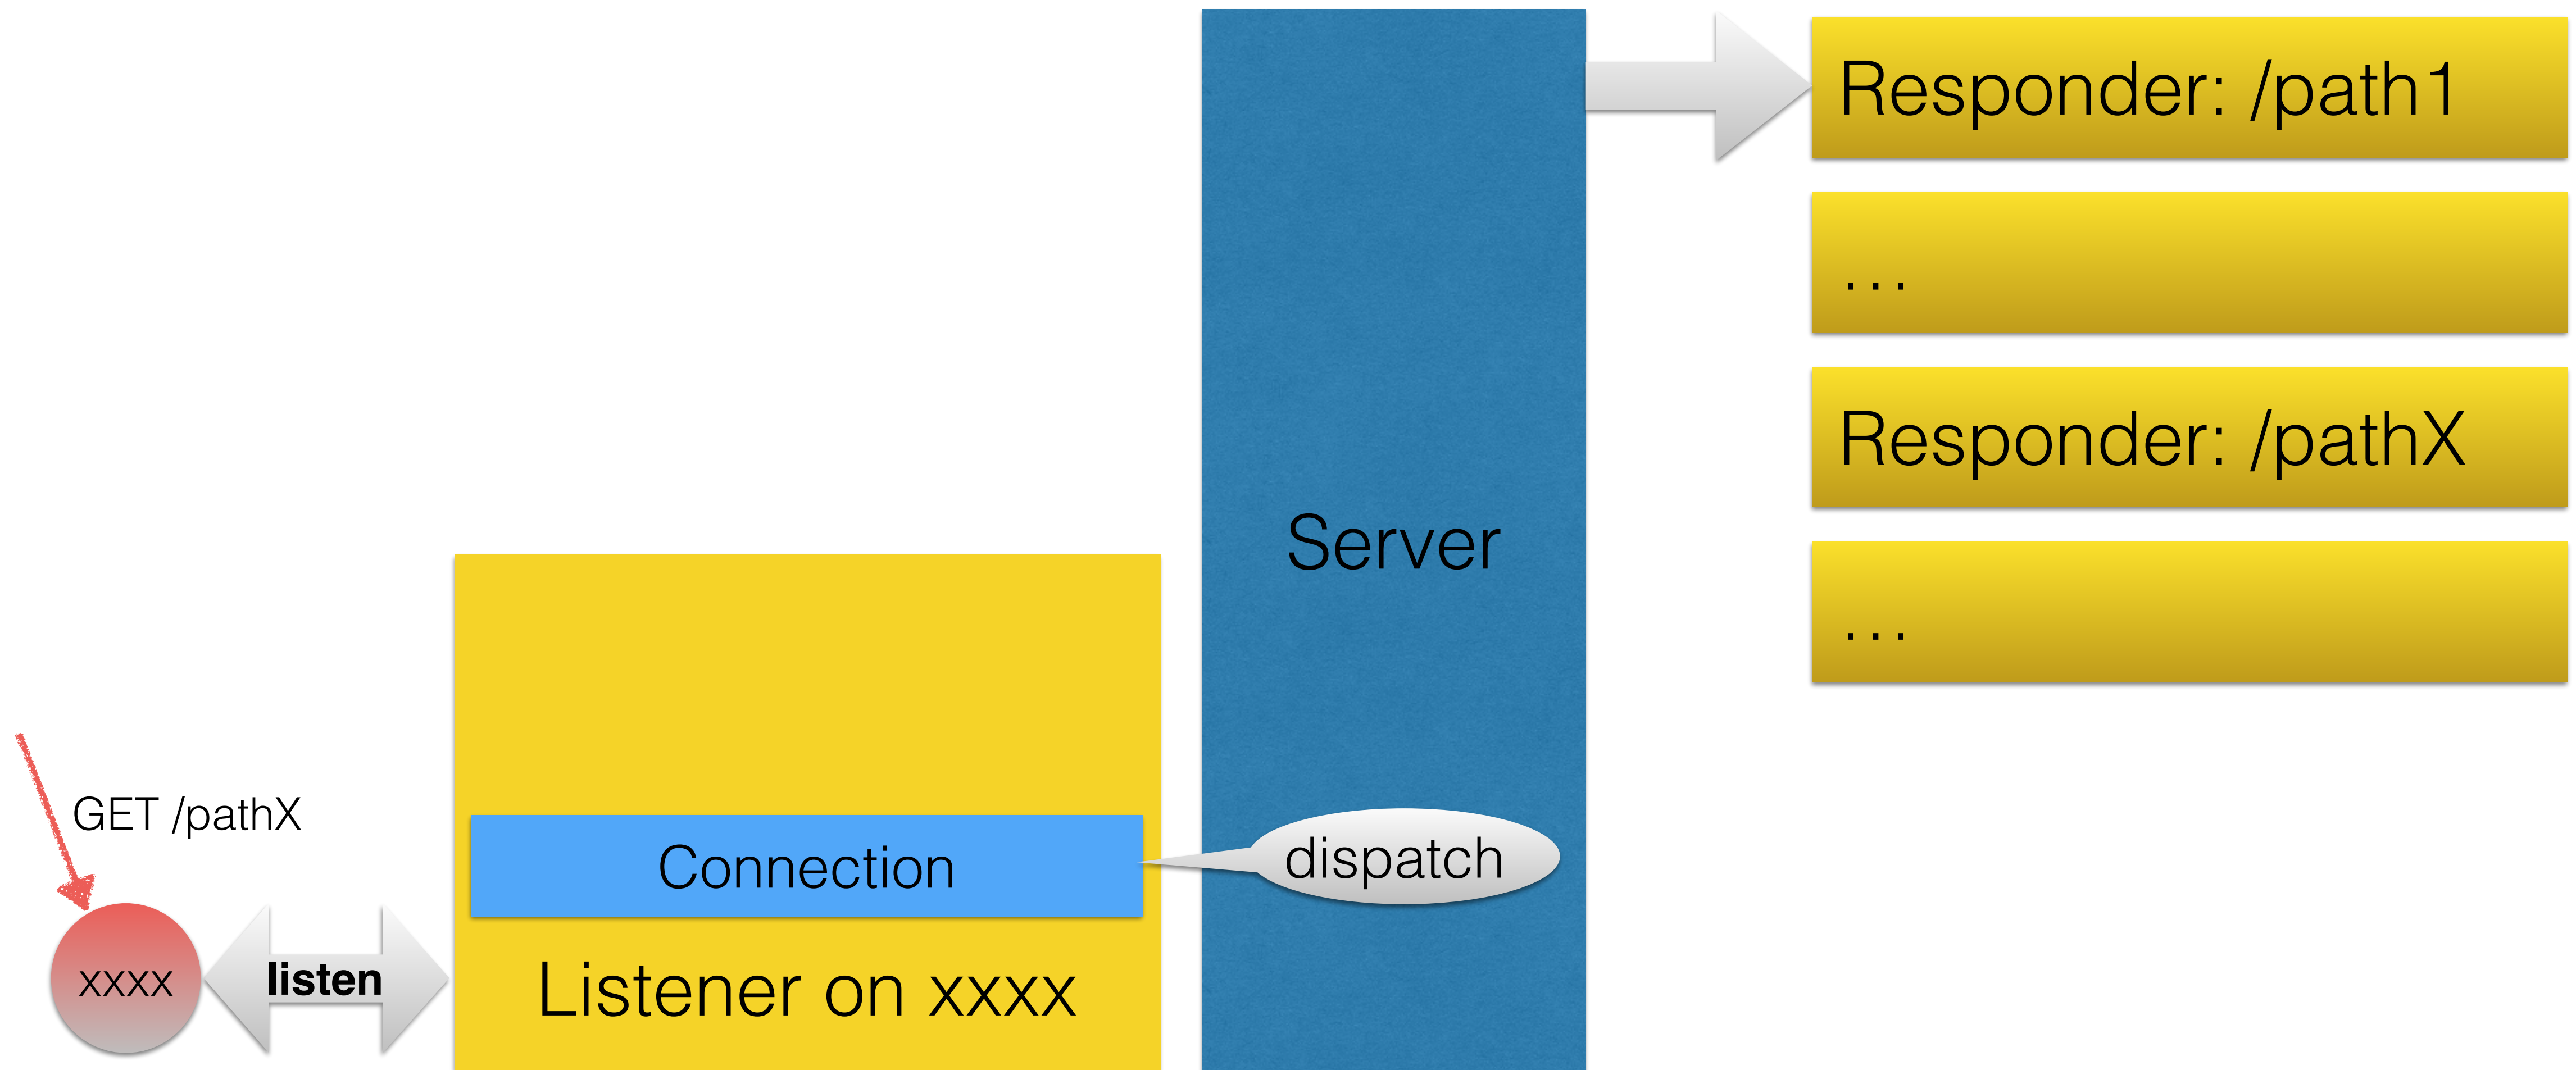 Responder: /path1
...
Responder: /pathX
Server
...
GET /pathX
Connection
dispatch
xxxx
listen
Listener on xxxx